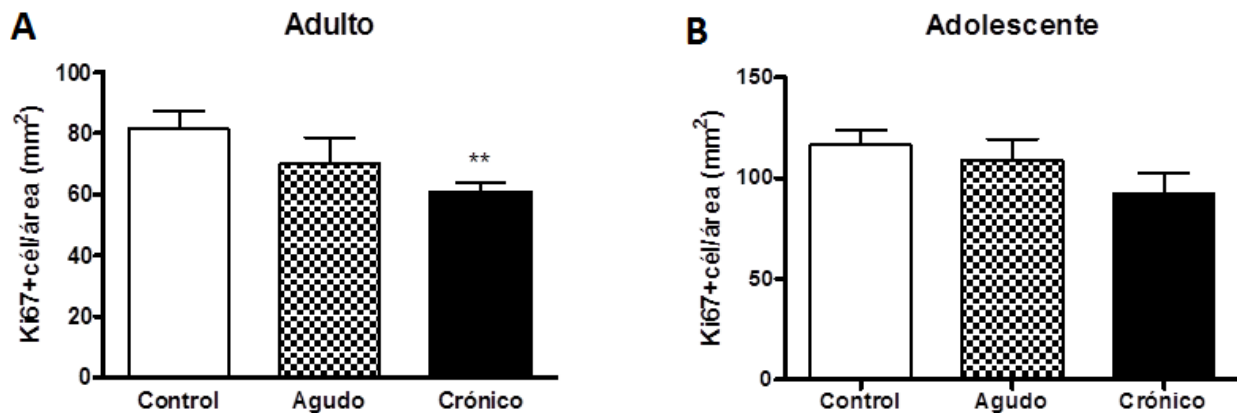 A
Adulto
Ki67+cél/área (mm²)
100
80
60
40
20
0
**
Control
Agudo
Crónico
B
Adolescente
Ki67+cél/área (mm²)
150
100
50
0
Control
Agudo
Crónico